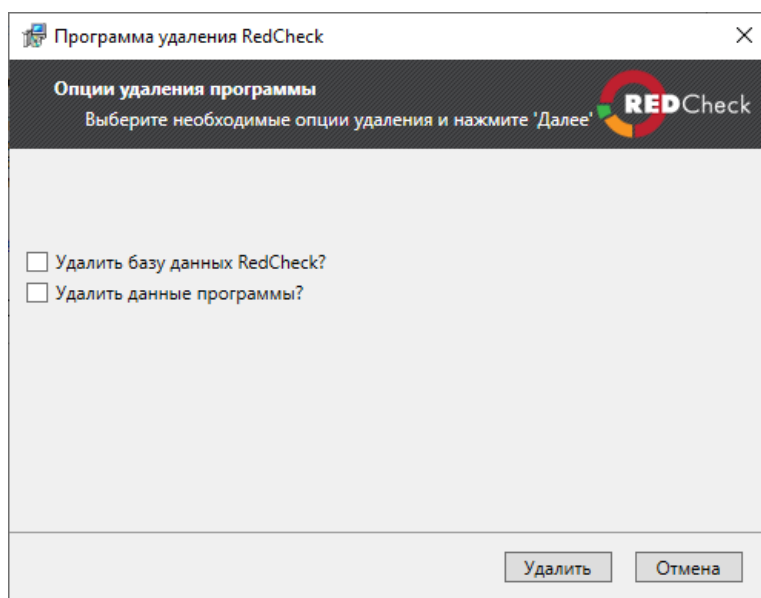 Программа удаления RedCheck
Опции удаления программы
Выберите необходимые опции удаления и нажмите 'Далее'
REDCheck
Удалить базу данных RedCheck?
Удалить данные программы?
Удалить
Отмена